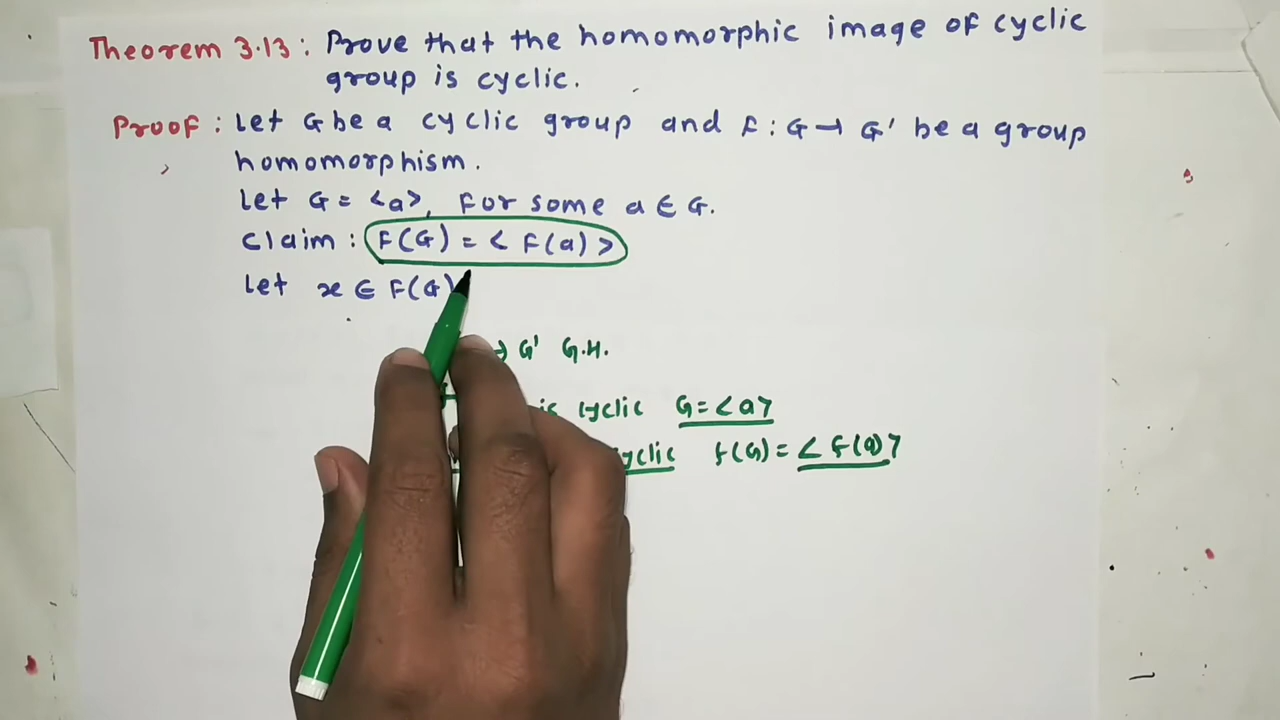 Theorem 3.13 : Prove that the homomorphic image of cyclic
group is cyclic.
Proof : Let G be a cyclic group and f : G → G' be a group
homomorphism.
Let G = <a>, for some a ∈ G.
Claim : f(G) = < f(a) >
Let x ∈ f(G)
G' G.H.
is cyclic G = <a>
cyclic f(G) = < f(a) >